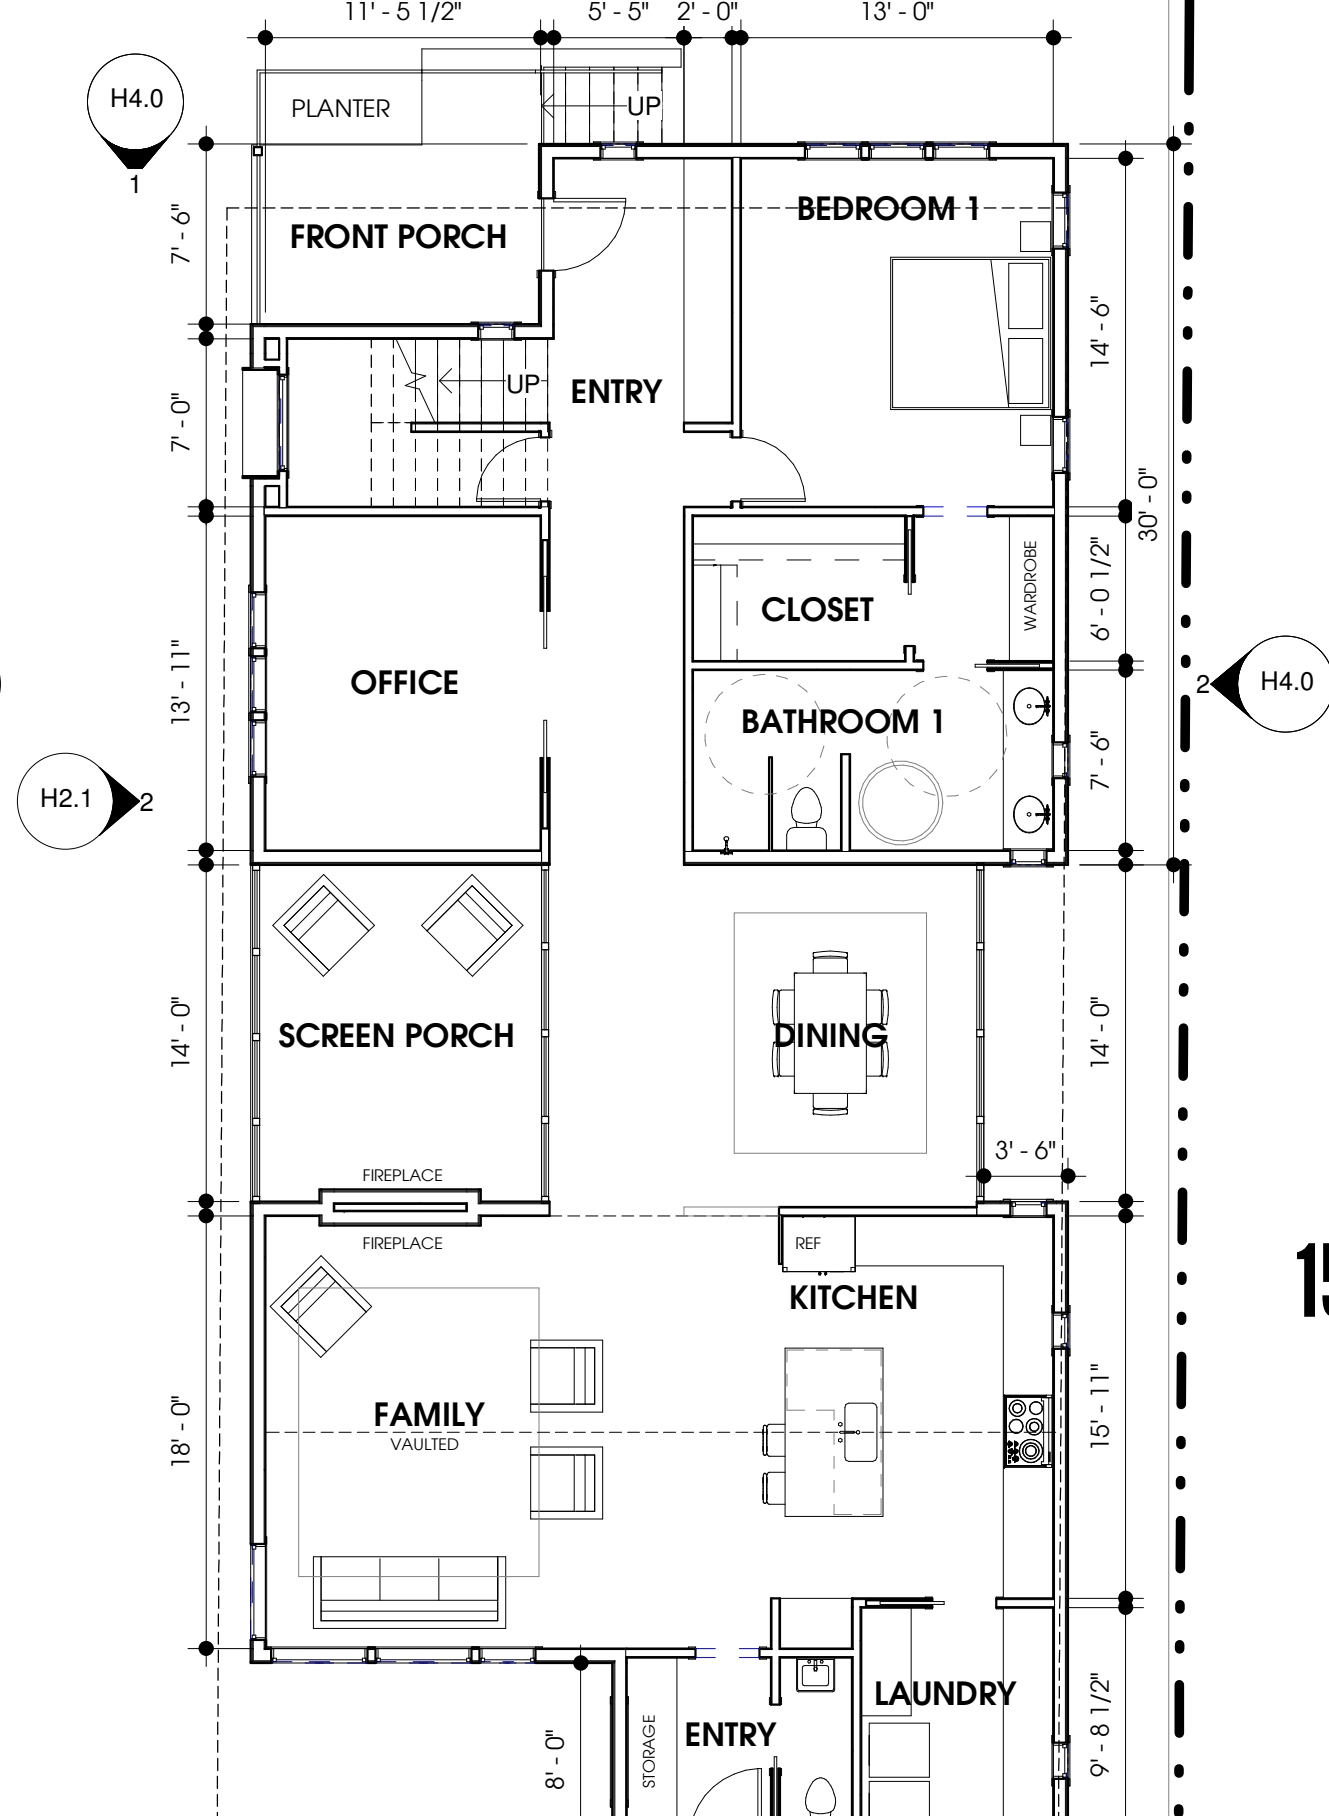 11' - 5 1/2"
5' - 5"
2' - 0"
13' - 0"
H4.0
1
PLANTER
UP
7' - 6"
FRONT PORCH
BEDROOM 1
14' - 6"
7' - 0"
UP
ENTRY
30' - 0"
13' - 11"
OFFICE
CLOSET
WARDROBE
6' - 0 1/2"
2
H4.0
BATHROOM 1
7' - 6"
H2.1
2
14' - 0"
SCREEN PORCH
DINING
14' - 0"
3' - 6"
FIREPLACE
FIREPLACE
REF
KITCHEN
18' - 0"
FAMILY
VAULTED
15' - 11"
8' - 0"
STORAGE
ENTRY
LAUNDRY
9' - 8 1/2"